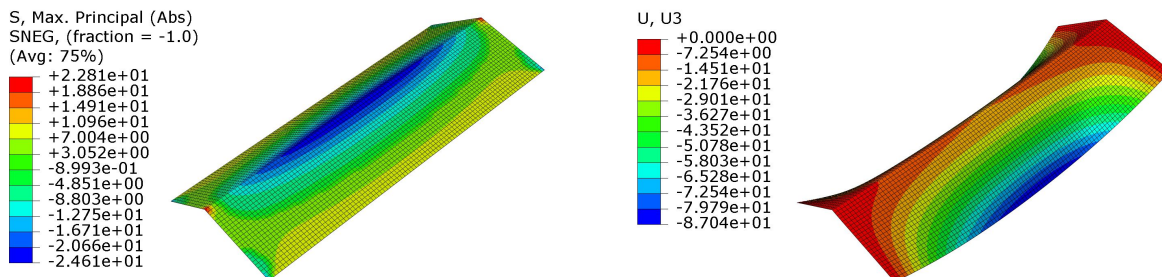 S, Max. Principal (Abs)
SNEG, (fraction = -1.0)
(Avg: 75%)
+2.281e+01
+1.886e+01
+1.491e+01
+1.096e+01
+7.004e+00
+3.052e+00
-8.993e-01
-4.851e+00
-8.803e+00
-1.275e+01
-1.671e+01
-2.066e+01
-2.461e+01
U, U3
+0.000e+00
-7.254e+00
-1.451e+01
-2.176e+01
-2.901e+01
-3.627e+01
-4.352e+01
-5.078e+01
-5.803e+01
-6.528e+01
-7.254e+01
-7.979e+01
-8.704e+01